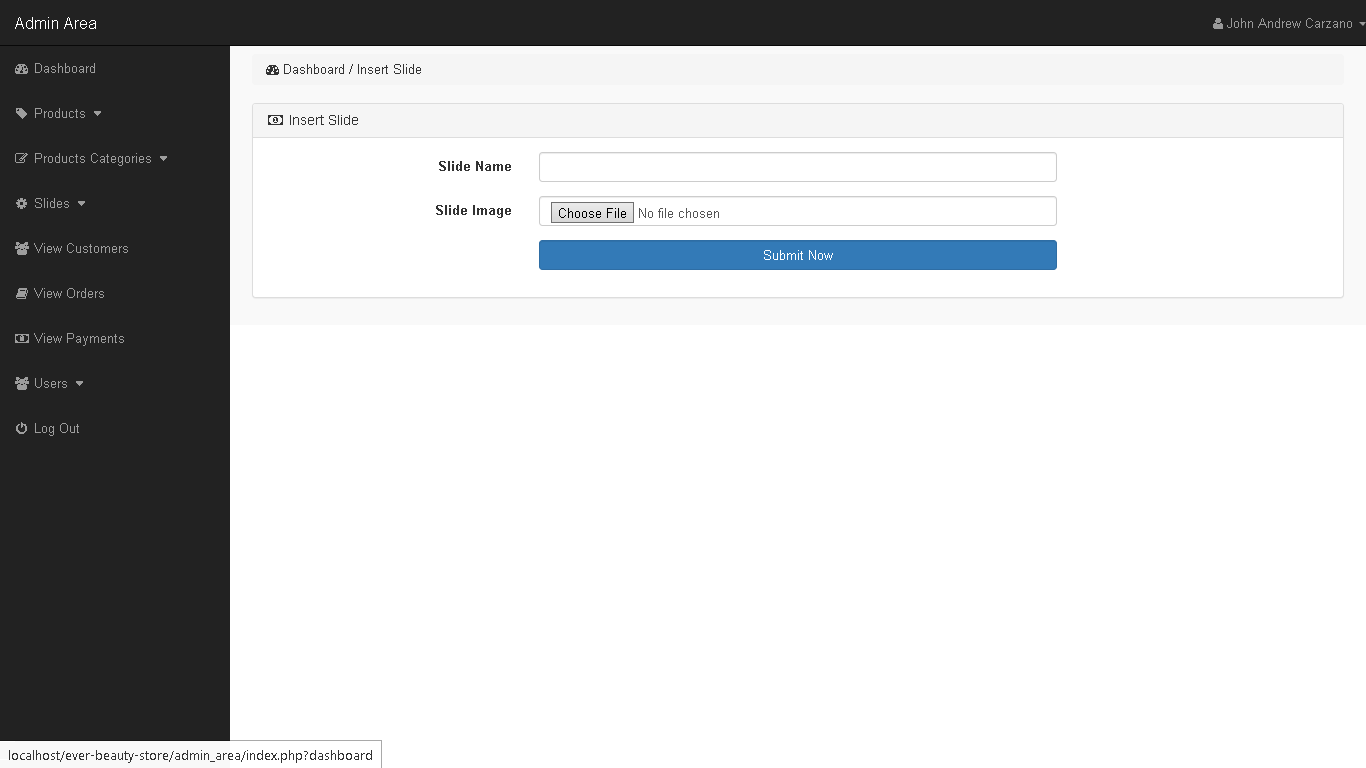 Admin Area
John Andrew Carzano
Dashboard
Products
Products Categories
Slides
View Customers
View Orders
View Payments
Users
Log Out
Dashboard / Insert Slide
Insert Slide
Slide Name
Slide Image
Choose File No file chosen
Submit Now
localhost/ever-beauty-store/admin_area/index.php?dashboard